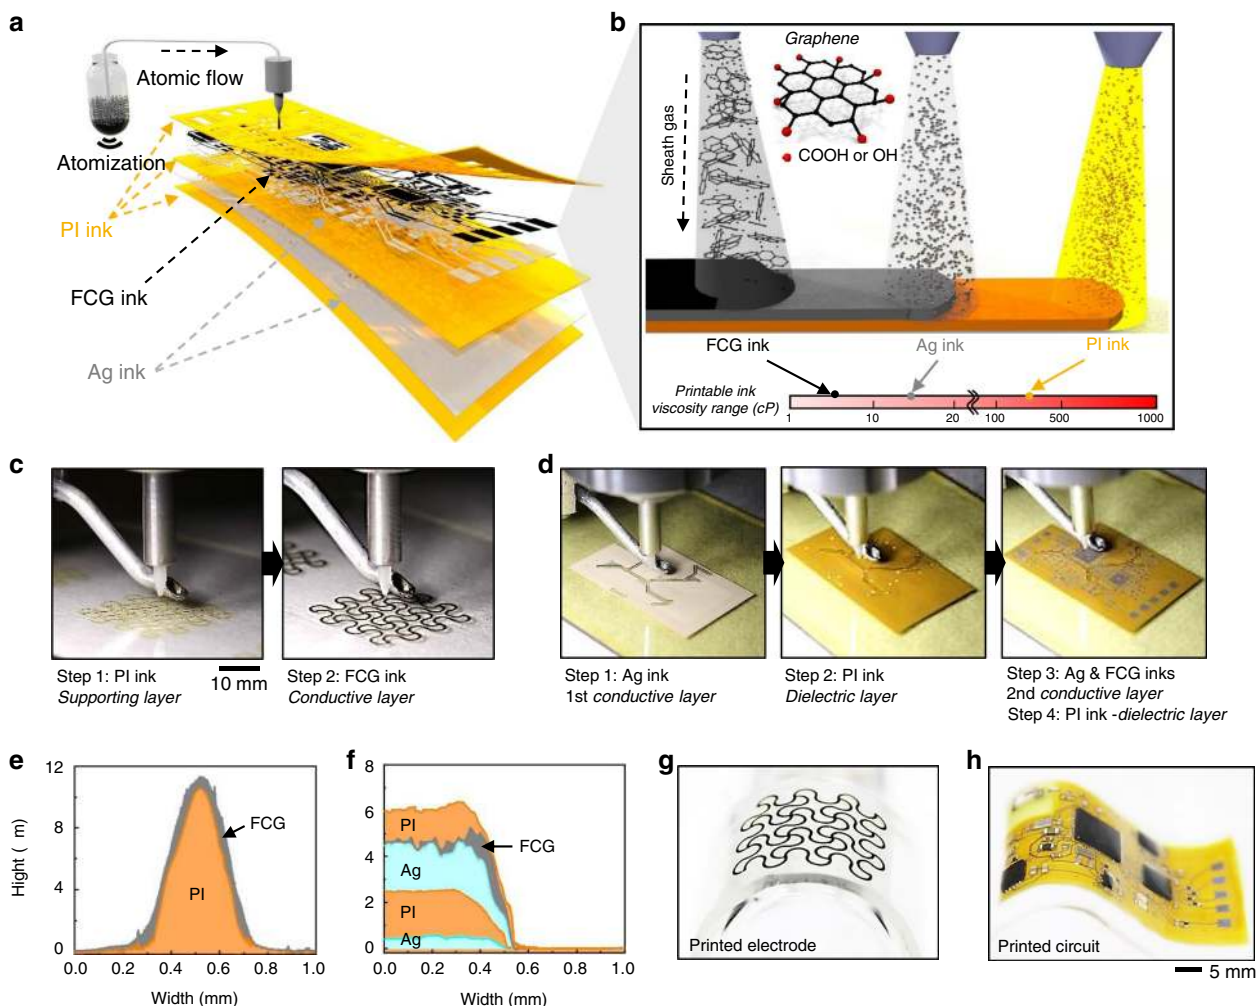 a
Atomic flow
Atomization
PI ink
FCG ink
Ag ink
b
Graphene
COOH or OH
Sheath gas
FCG ink
Ag ink
PI ink
Printable ink
viscosity range (cP)
1
10
20
100
500
1000
c
Step 1: PI ink
Supporting layer
10 mm
Step 2: FCG ink
Conductive layer
d
Step 1: Ag ink
1st conductive layer
Step 2: PI ink
Dielectric layer
Step 3: Ag & FCG inks
2nd conductive layer
Step 4: PI ink -dielectric layer
e
12
8
4
0
Hight ( m)
FCG
PI
0.0 0.2 0.4 0.6 0.8 1.0
Width (mm)
f
8
6
4
2
0
PI
FCG
Ag
PI
Ag
0.0 0.2 0.4 0.6 0.8 1.0
Width (mm)
g
Printed electrode
h
Printed circuit
5 mm